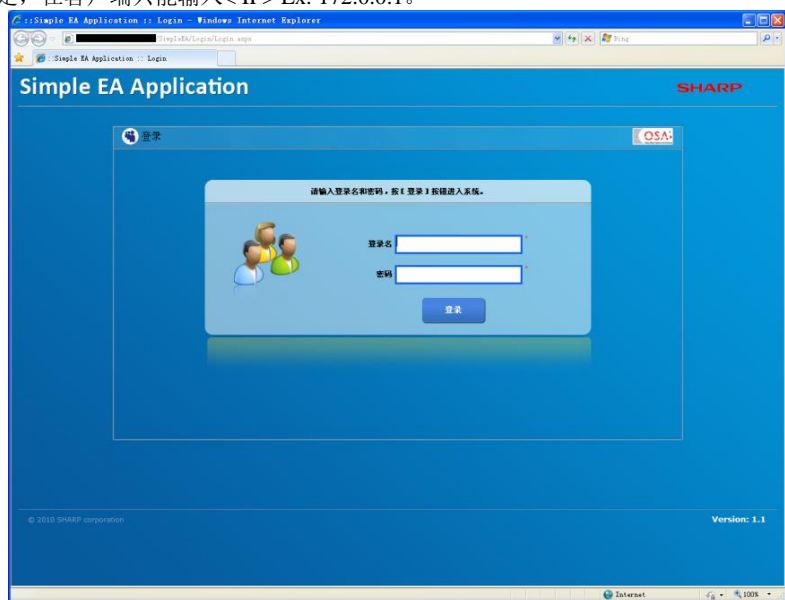 定，在客户端只能输入< IP > Ex. 172.0.0.1。
::Simple EA Application :: Login - Windows Internet Explorer
/SimpleEA/Login/Login.aspx
Bing
::Simple EA Application :: Login
Simple EA Application
SHARP
登录
OSA
请输入登录名和密码，按[登录]按钮进入系统。
登录名 *
密码 *
登录
© 2010 SHARP corporation
Version: 1.1
Internet
100%